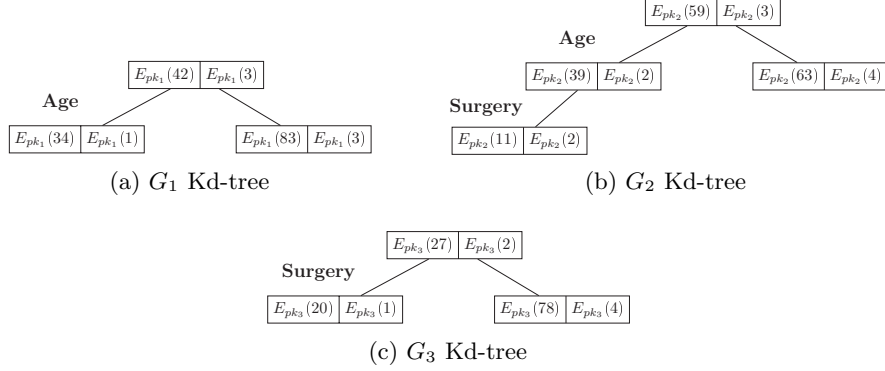 E_{pk_2}(59) E_{pk_2}(3)
Age
E_{pk_1}(42) E_{pk_1}(3)
E_{pk_2}(39) E_{pk_2}(2)
E_{pk_2}(63) E_{pk_2}(4)
Age
Surgery
E_{pk_1}(34) E_{pk_1}(1)
E_{pk_1}(83) E_{pk_1}(3)
E_{pk_2}(11) E_{pk_2}(2)
(a) G_1 Kd-tree
(b) G_2 Kd-tree
E_{pk_3}(27) E_{pk_3}(2)
Surgery
E_{pk_3}(20) E_{pk_3}(1)
E_{pk_3}(78) E_{pk_3}(4)
(c) G_3 Kd-tree